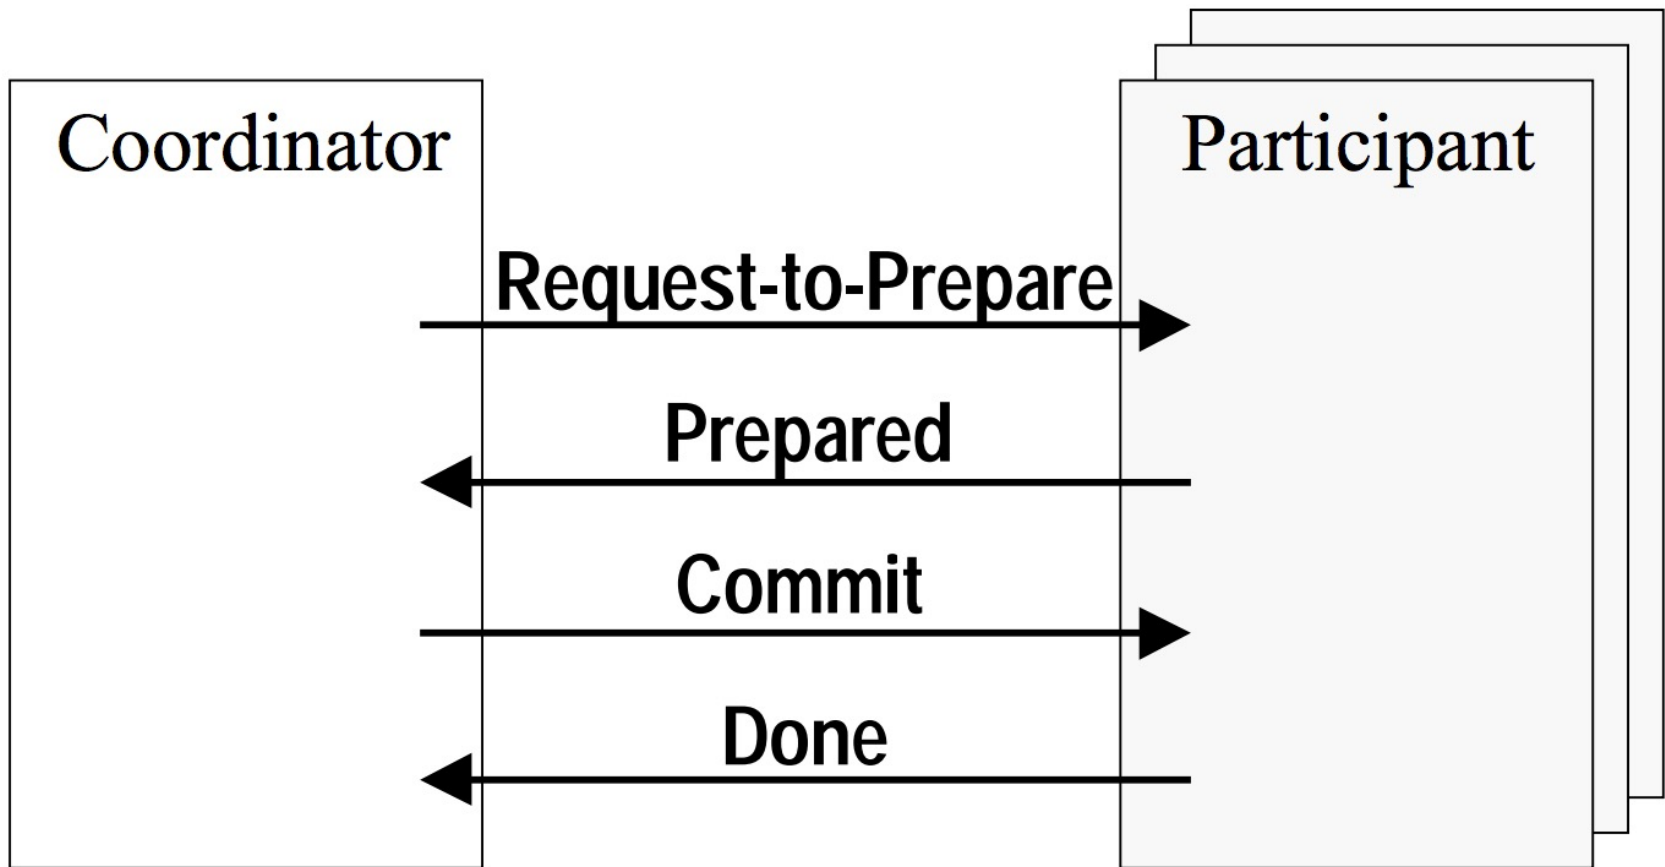 Coordinator
Participant
Request-to-Prepare
Prepared
Commit
Done